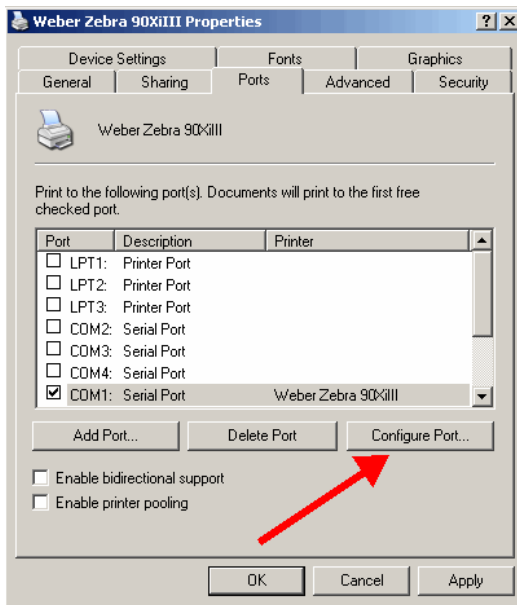 Weber Zebra 90XiIII Properties
Device Settings Fonts Graphics
General Sharing Ports Advanced Security
Weber Zebra 90XiIII
Print to the following port(s). Documents will print to the first free
checked port.
Port Description Printer
LPT1: Printer Port
LPT2: Printer Port
LPT3: Printer Port
COM2: Serial Port
COM3: Serial Port
COM4: Serial Port
COM1: Serial Port Weber Zebra 90XiIII
Add Port... Delete Port Configure Port...
Enable bidirectional support
Enable printer pooling
OK Cancel Apply